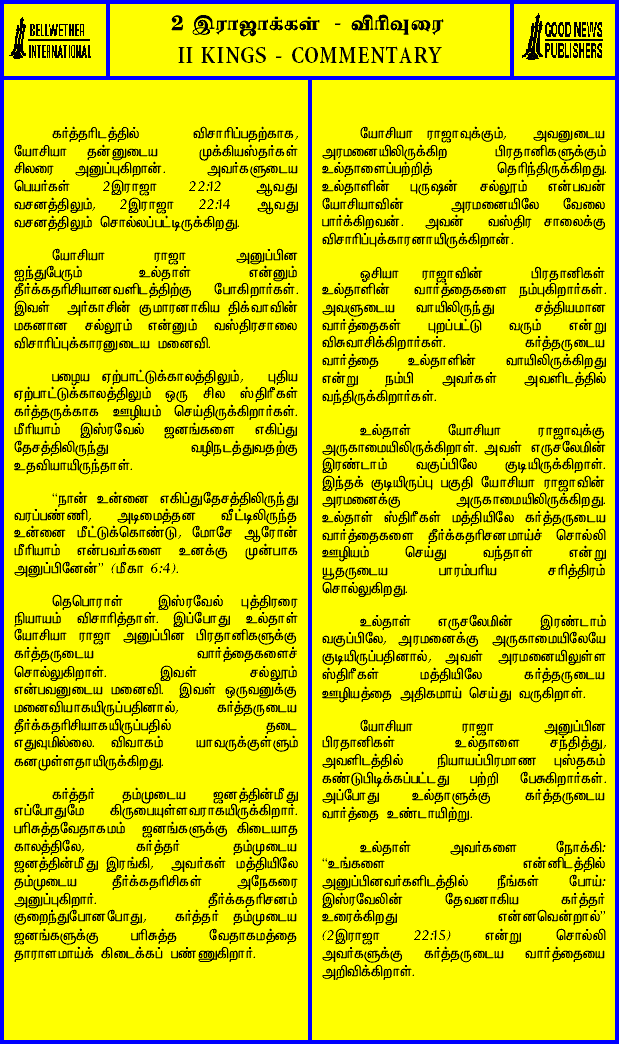 BELLWETHER
INTERNATIONAL
2 இராஜாக்கள் - விரிவுரை
II KINGS - COMMENTARY
GOOD NEWS
PUBLISHERS
கர்த்தரிடத்தில் விசாரிப்பதற்காக,
யோசியா தன்னுடைய முக்கியஸ்தர்கள்
சிலரை அனுப்புகிறான். அவர்களுடைய
பெயர்கள் 2இராஜா 22:12 ஆவது
வசனத்திலும், 2இராஜா 22:14 ஆவது
வசனத்திலும் சொல்லப்பட்டிருக்கிறது.
யோசியா ராஜா அனுப்பின
ஐந்துபேரும் உல்தாள் என்னும்
தீர்க்கதரிசியானவளிடத்திற்கு போகிறார்கள்.
இவள் அர்காசின் குமாரனாகிய திக்வாவின்
மகனான சல்லூம் என்னும் வஸ்திரசாலை
விசாரிப்புக்காரனுடைய மனைவி.
பழைய ஏற்பாட்டுக்காலத்திலும், புதிய
ஏற்பாட்டுக்காலத்திலும் ஒரு சில ஸ்திரீகள்
கர்த்தருக்காக ஊழியம் செய்திருக்கிறார்கள்.
மீரியாம் இஸ்ரவேல் ஜனங்களை எகிப்து
தேசத்திலிருந்து வழிநடத்துவதற்கு
உதவியாயிருந்தாள்.
“நான் உன்னை எகிப்துதேசத்திலிருந்து
வரப்பண்ணி, அடிமைத்தன வீட்டிலிருந்த
உன்னை மீட்டுக்கொண்டு, மோசே ஆரோன்
மீரியாம் என்பவர்களை உனக்கு முன்பாக
அனுப்பினேன்” (மீகா 6:4).
தெபொராள் இஸ்ரவேல் புத்திரரை
நியாயம் விசாரித்தாள். இப்போது உல்தாள்
யோசியா ராஜா அனுப்பின பிரதானிகளுக்கு
கர்த்தருடைய வார்த்தைகளைச்
சொல்லுகிறாள். இவள் சல்லூம்
என்பவனுடைய மனைவி. இவள் ஒருவனுக்கு
மனைவியாகயிருப்பதினால், கர்த்தருடைய
தீர்க்கதரிசியாகயிருப்பதில் தடை
எதுவுமில்லை. விவாகம் யாவருக்குள்ளும்
கனமுள்ளதாயிருக்கிறது.
கர்த்தர் தம்முடைய ஜனத்தின்மீது
எப்போதுமே கிருபையுள்ளவராகயிருக்கிறார்.
பரிசுத்தவேதாகமம் ஜனங்களுக்கு கிடையாத
காலத்திலே, கர்த்தர் தம்முடைய
ஜனத்தின்மீது இரங்கி, அவர்கள் மத்தியிலே
தம்முடைய தீர்க்கதரிசிகள் அநேகரை
அனுப்புகிறார். தீர்க்கதரிசனம்
குறைந்துபோனபோது, கர்த்தர் தம்முடைய
ஜனங்களுக்கு பரிசுத்த வேதாகமத்தை
தாராளமாய்க் கிடைக்கப் பண்ணுகிறார்.
யோசியா ராஜாவுக்கும், அவனுடைய
அரமனையிலிருக்கிற பிரதானிகளுக்கும்
உல்தாளைப்பற்றித் தெரிந்திருக்கிறது.
உல்தாளின் புருஷன் சல்லூம் என்பவன்
யோசியாவின் அரமனையிலே வேலை
பார்க்கிறவன். அவன் வஸ்திர சாலைக்கு
விசாரிப்புக்காரனாயிருக்கிறான்.
ஒசியா ராஜாவின் பிரதானிகள்
உல்தாளின் வார்த்தைகளை நம்புகிறார்கள்.
அவளுடைய வாயிலிருந்து சத்தியமான
வார்த்தைகள் புறப்பட்டு வரும் என்று
விசுவாசிக்கிறார்கள். கர்த்தருடைய
வார்த்தை உல்தாளின் வாயிலிருக்கிறது
என்று நம்பி அவர்கள் அவளிடத்தில்
வந்திருக்கிறார்கள்.
உல்தாள் யோசியா ராஜாவுக்கு
அருகாமையிலிருக்கிறாள். அவள் எருசலேமின்
இரண்டாம் வகுப்பிலே குடியிருக்கிறாள்.
இந்தக் குடியிருப்பு பகுதி யோசியா ராஜாவின்
அரமனைக்கு அருகாமையிலிருக்கிறது.
உல்தாள் ஸ்திரீகள் மத்தியிலே கர்த்தருடைய
வார்த்தைகளை தீர்க்கதரிசனமாய்ச் சொல்லி
ஊழியம் செய்து வந்தாள் என்று
யூதருடைய பாரம்பரிய சரித்திரம்
சொல்லுகிறது.
உல்தாள் எருசலேமின் இரண்டாம்
வகுப்பிலே, அரமனைக்கு அருகாமையிலேயே
குடியிருப்பதினால், அவள் அரமனையிலுள்ள
ஸ்திரீகள் மத்தியிலே கர்த்தருடைய
ஊழியத்தை அதிகமாய் செய்து வருகிறாள்.
யோசியா ராஜா அனுப்பின
பிரதானிகள் உல்தாளை சந்தித்து,
அவளிடத்தில் நியாயப்பிரமாண புஸ்தகம்
கண்டுபிடிக்கப்பட்டது பற்றி பேசுகிறார்கள்.
அப்போது உல்தாளுக்கு கர்த்தருடைய
வார்த்தை உண்டாயிற்று.
உல்தாள் அவர்களை நோக்கி:
“உங்களை என்னிடத்தில்
அனுப்பினவர்களிடத்தில் நீங்கள் போய்:
இஸ்ரவேலின் தேவனாகிய கர்த்தர்
உரைக்கிறது என்னவென்றால்”
(2இராஜா 22:15) என்று சொல்லி
அவர்களுக்கு கர்த்தருடைய வார்த்தையை
அறிவிக்கிறாள்.